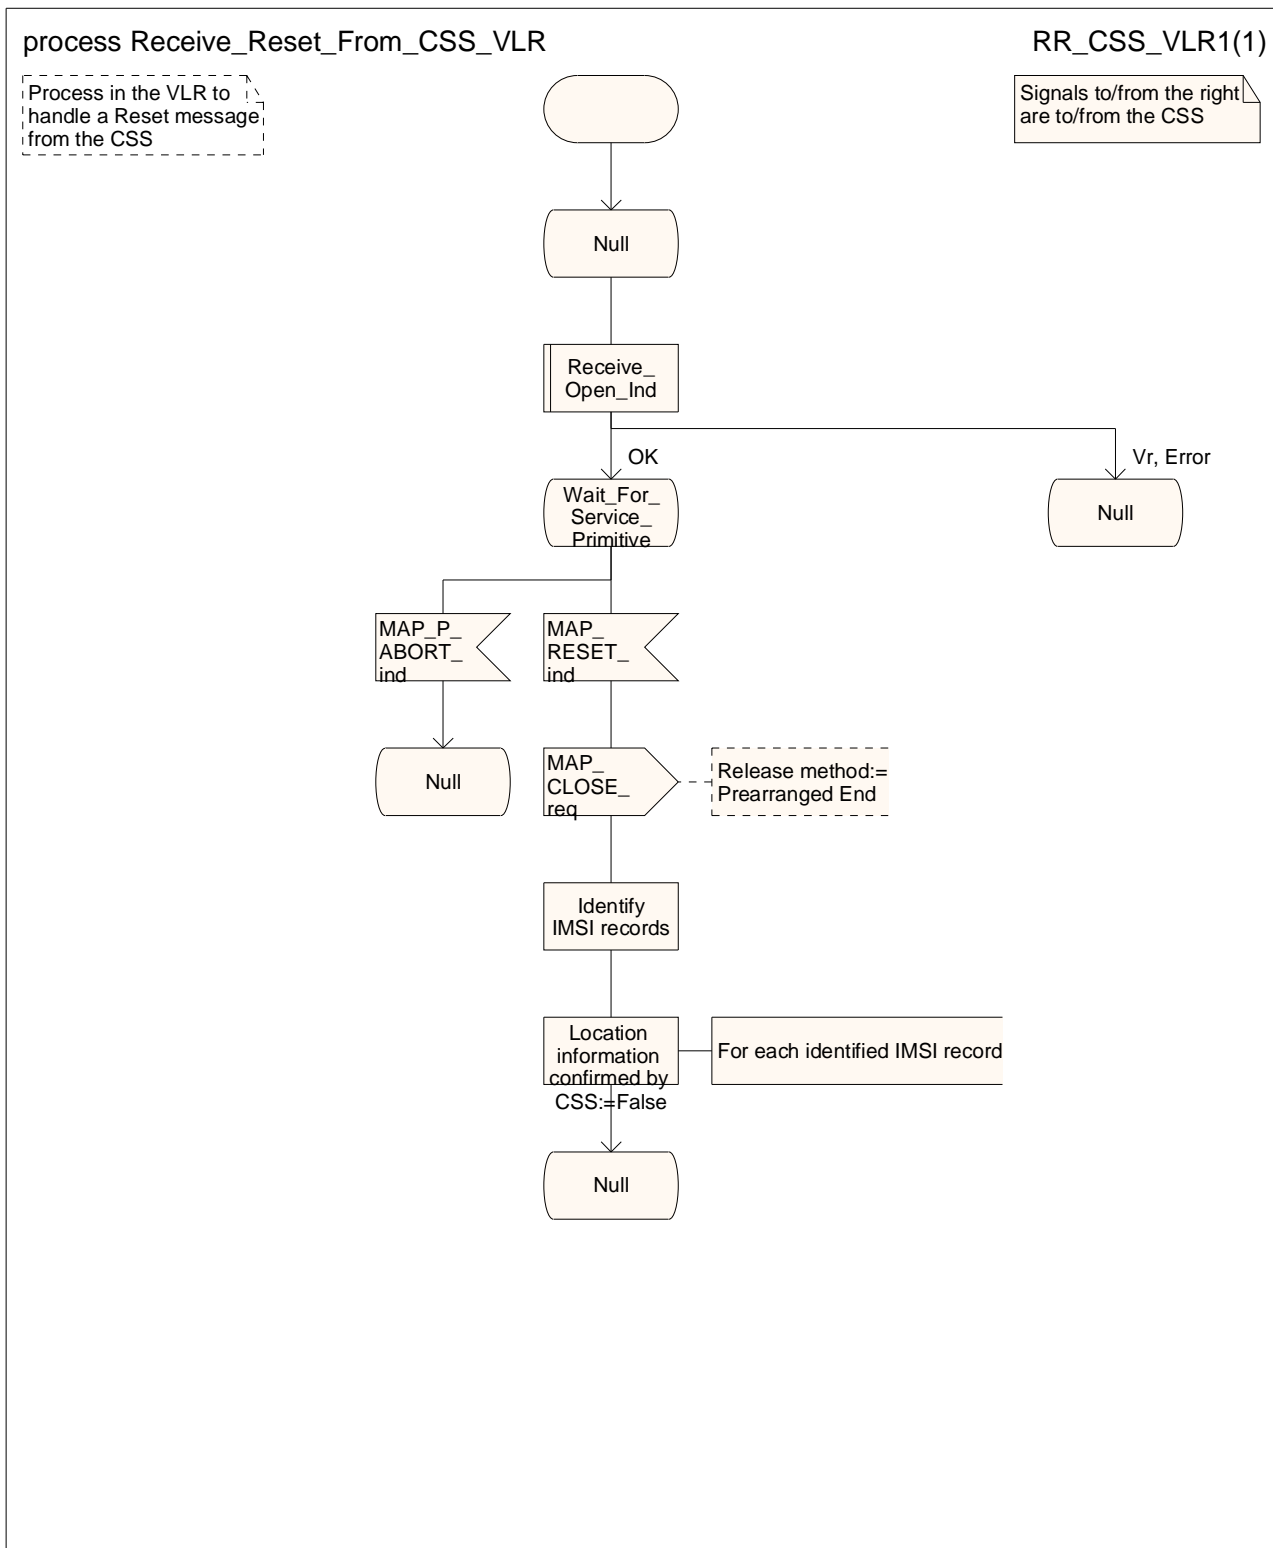 process Receive_Reset_From_CSS_VLR
RR_CSS_VLR1(1)
Process in the VLR to
handle a Reset message
from the CSS
Signals to/from the right
are to/from the CSS
Null
Receive_
Open_Ind
OK
Vr, Error
Wait_For_
Service_
Primitive
Null
MAP_P_
ABORT_
ind
MAP_
RESET_
ind
Null
MAP_
CLOSE_
req
Release method:=
Prearranged End
Identify
IMSI records
Location
information
confirmed by
CSS:=False
For each identified IMSI record
Null